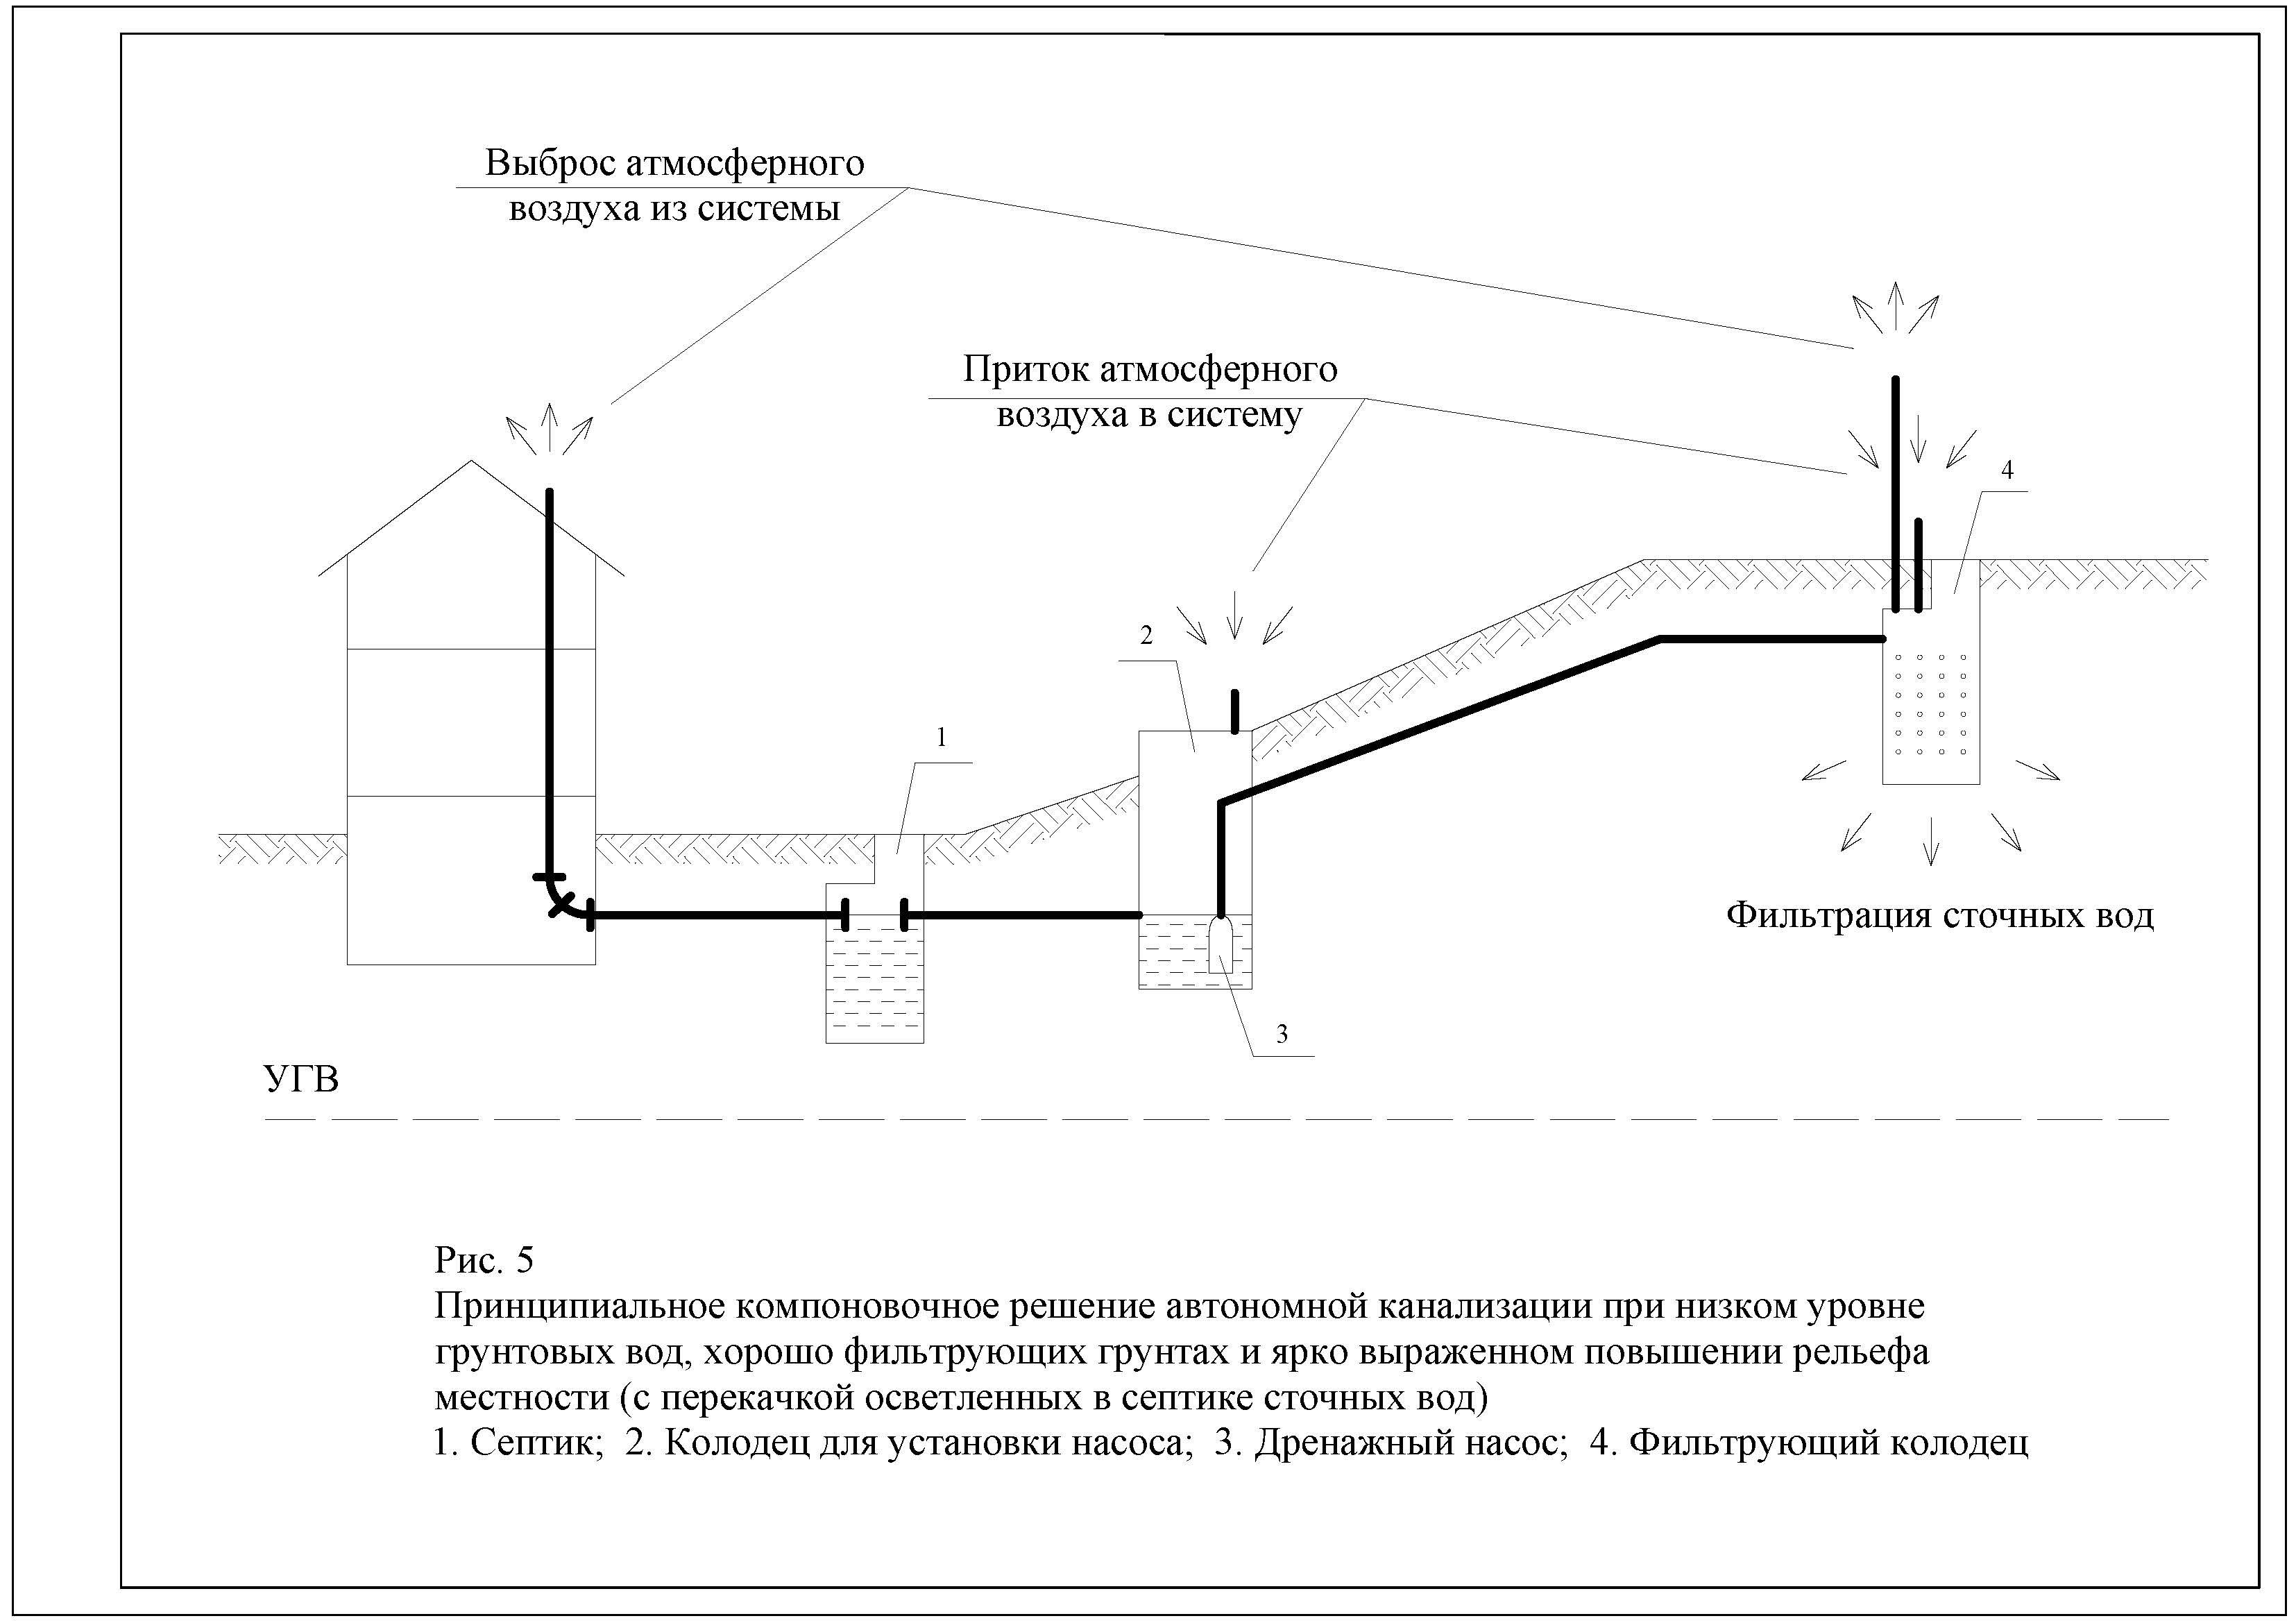 Выброс атмосферного
воздуха из системы
Приток атмосферного
воздуха в систему
4
2
1
Фильтрация сточных вод
3
УГВ
Рис. 5
Принципиальное компоновочное решение автономной канализации при низком уровне
грунтовых вод, хорошо фильтрующих грунтах и ярко выраженном повышении рельефа
местности (с перекачкой осветленных в септике сточных вод)
1. Септик; 2. Колодец для установки насоса; 3. Дренажный насос; 4. Фильтрующий колодец